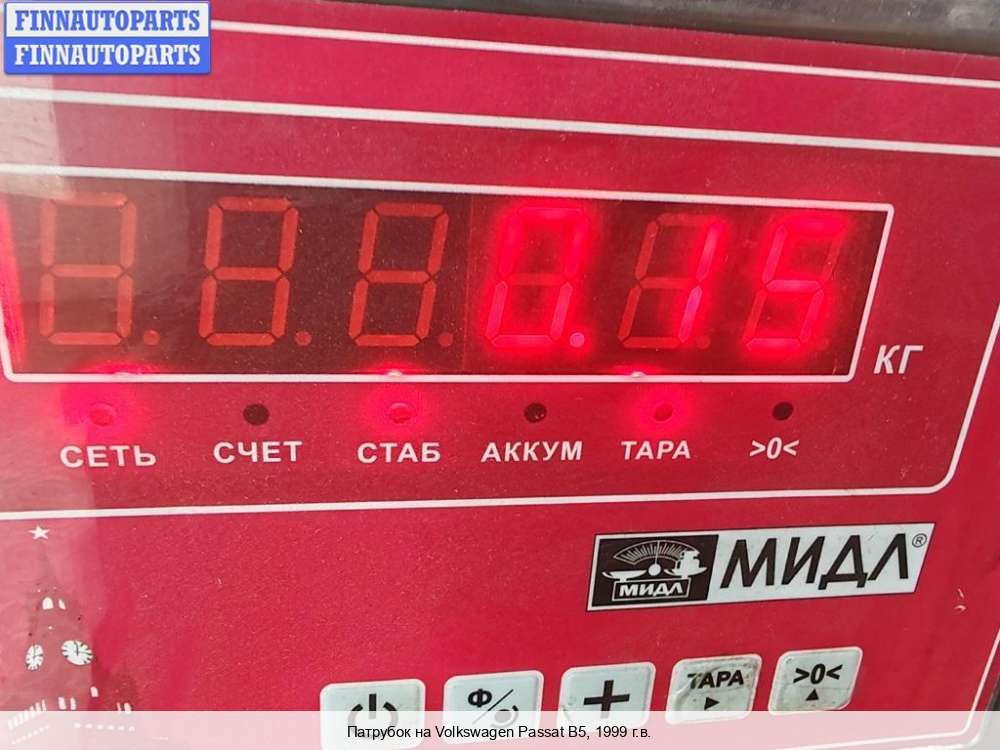 FINNAUTOPARTS
FINNAUTOPARTS
0.15
КГ
СЕТЬ СЧЕТ СТАБ АККУМ ТАРА >0<
МИДЛ МИДЛ®
Ф/ + ТАРА >0<
Патрубок на Volkswagen Passat B5, 1999 г.в.